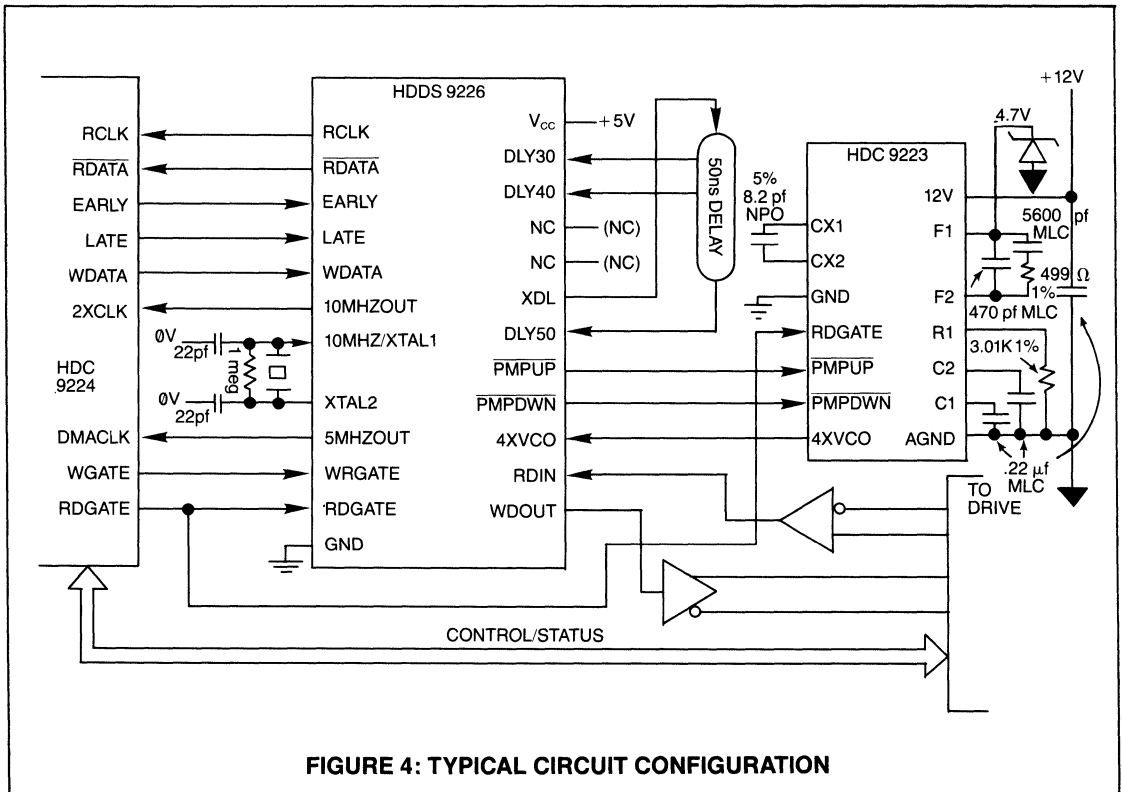 HDDS 9226
+12V
RCLK
RCLK
V_CC +5V
4.7V
RDATA
RDATA
DLY30
HDC 9223
EARLY
EARLY
DLY40
5%
8.2 pf
NPO
12V
LATE
LATE
NC (NC)
CX1
F1
5600 pf
MLC
WDATA
WDATA
NC (NC)
CX2
499 Ω
1%
2XCLK
10MHZOUT
XDL
50ns DELAY
GND
F2
470 pf MLC
0V
22pf
10MHZ/XTAL1
DLY50
RDGATE
R1
3.01K 1%
HDC
9224
1 meg
PMPUP
PMPUP
C2
0V
22pf
XTAL2
PMPDWN
PMPDWN
C1
DMACLK
5MHZOUT
4XVCO
4XVCO
AGND
WGATE
WRGATE
RDIN
.22 µf
MLC
RDGATE
RDGATE
WDOUT
TO
DRIVE
GND
CONTROL/STATUS
FIGURE 4: TYPICAL CIRCUIT CONFIGURATION